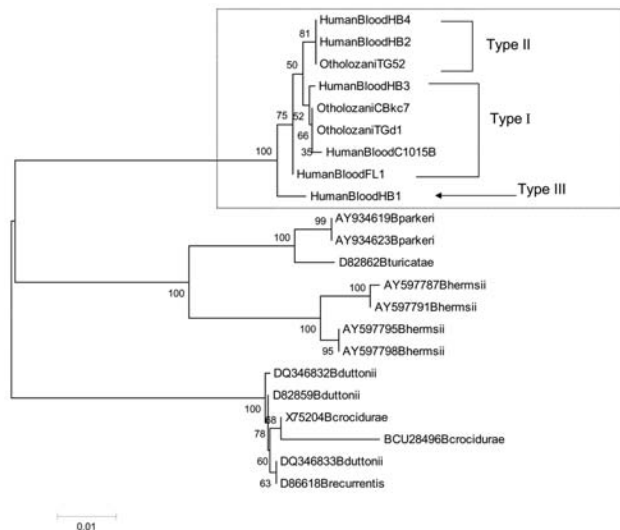 HumanBloodHB4
81
HumanBloodHB2
Type II
50
OtholozaniTG52
HumanBloodHB3
75
52
OtholozaniCBkc7
OtholozaniTGd1
Type I
66
100
35
HumanBloodC1015B
HumanBloodFL1
HumanBloodHB1
Type III
AY934619Bparkeri
99
AY934623Bparkeri
100
D82862Bturicatae
AY597787Bhermsii
100
100
AY597791Bhermsii
100
AY597795Bhermsii
95
AY597798Bhermsii
DQ346832Bduttonii
D82859Bduttonii
100
68
X75204Bcrocidurae
78
BCU28496Bcrocidurae
60
DQ346833Bduttonii
63
D86618Brecurrentis
0.01